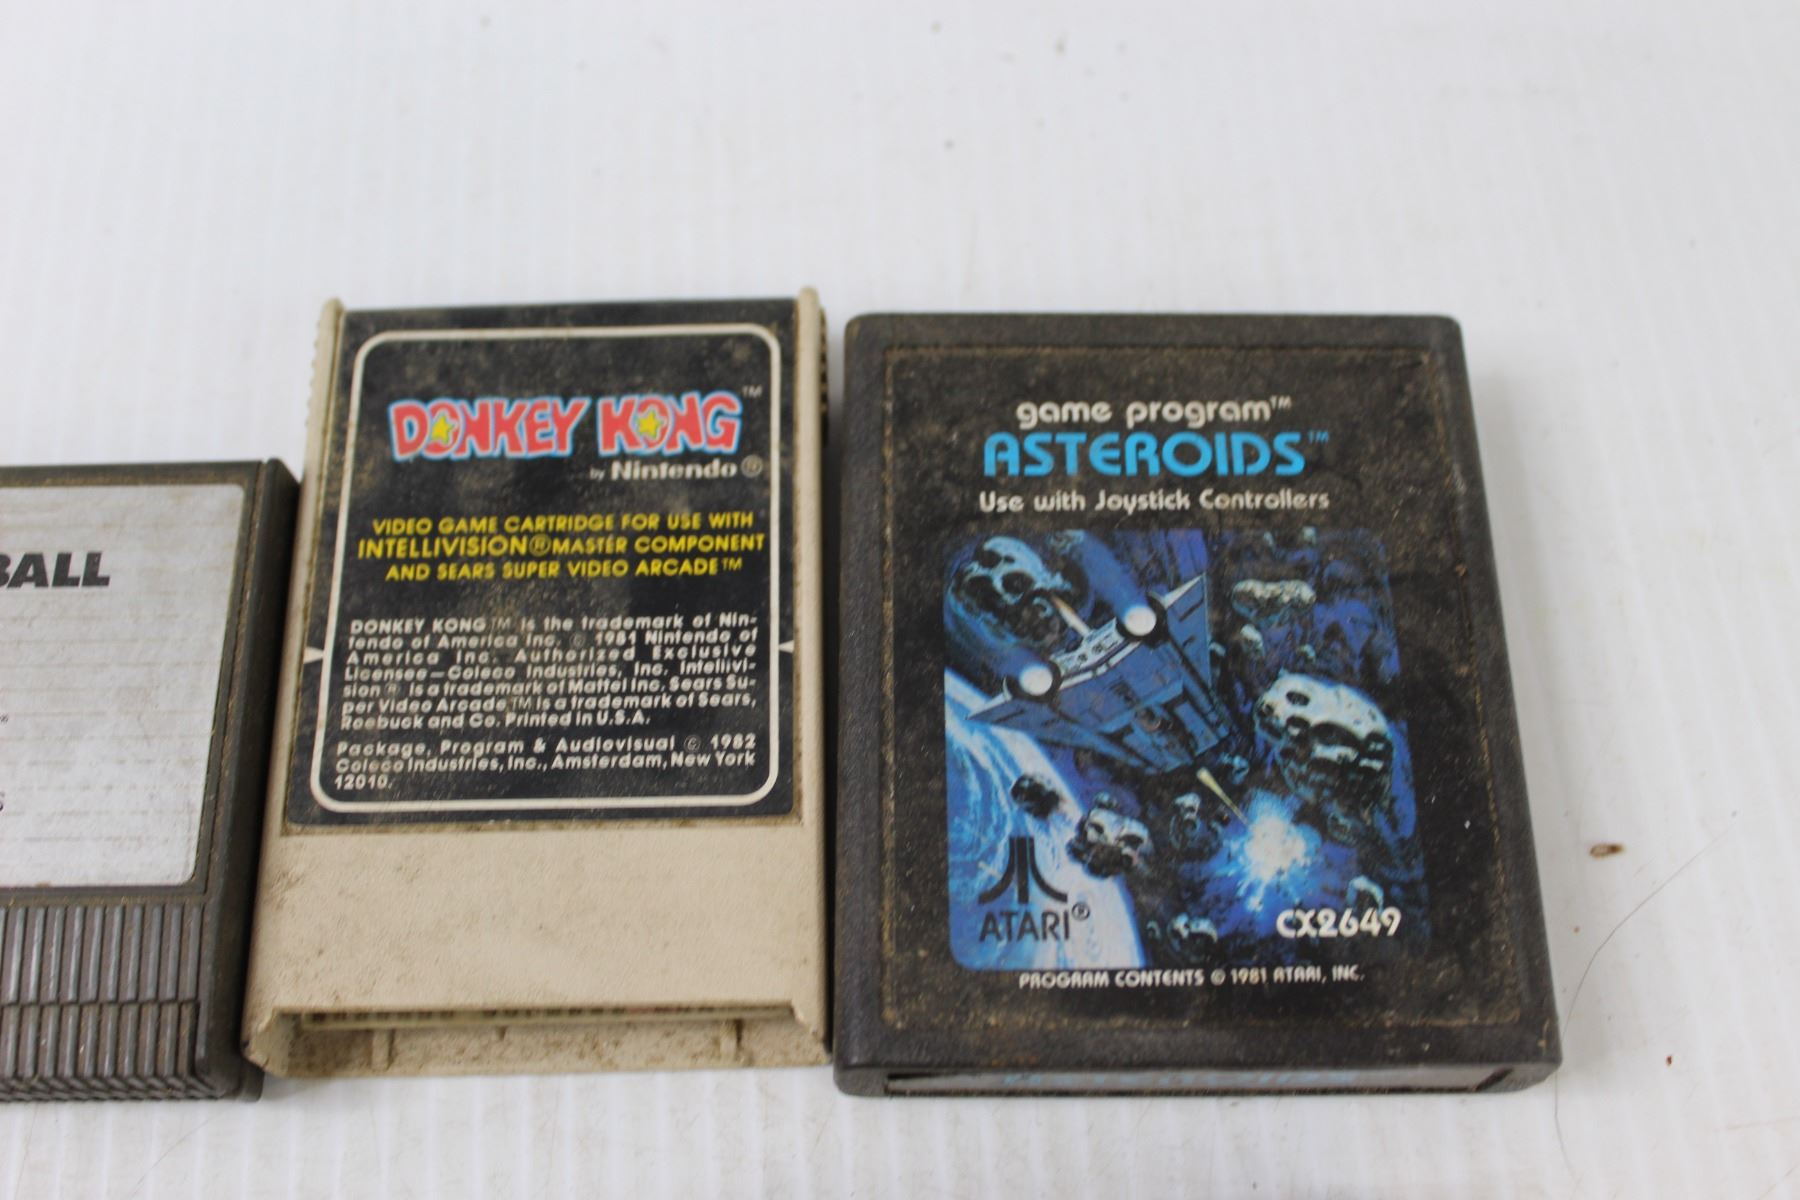 BALL
DONKEY KONG™
by Nintendo®
VIDEO GAME CARTRIDGE FOR USE WITH
INTELLIVISION® MASTER COMPONENT
AND SEARS SUPER VIDEO ARCADE™
DONKEY KONG™ is the trademark of Nin-
tendo of America Inc. © 1981 Nintendo of
America Inc. Authorized Exclusive
Licensee—Coleco Industries, Inc. Intellivi-
sion® is a trademark of Mattel Inc. Sears Su-
per Video Arcade™ is a trademark of Sears,
Roebuck and Co. Printed in U.S.A.
Package, Program & Audiovisual © 1982
Coleco Industries, Inc., Amsterdam, New York
12010.
game program™
ASTEROIDS™
Use with Joystick Controllers
ATARI®
CX2649
PROGRAM CONTENTS © 1981 ATARI, INC.